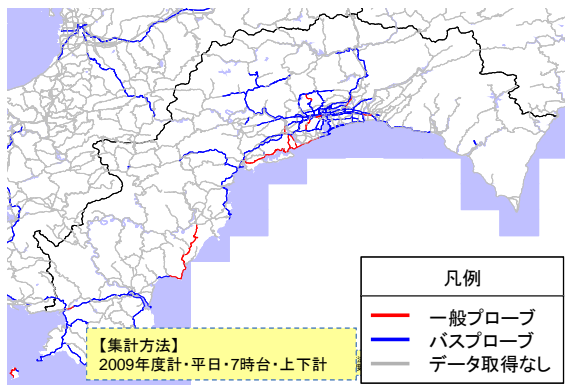 凡例
一般プローブ
バスプローブ
データ取得なし
【集計方法】
2009年度計・平日・7時台・上下計